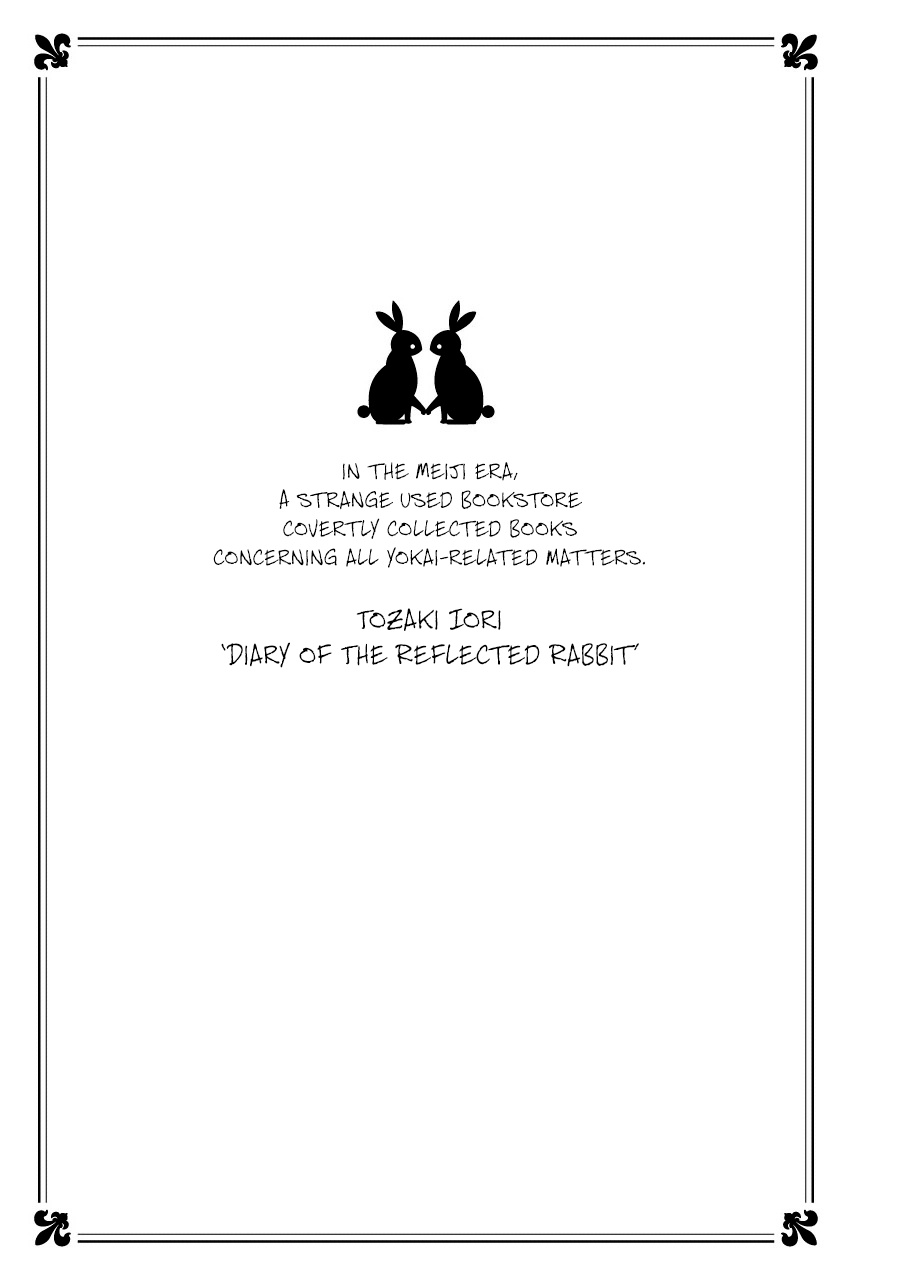 IN THE MEIJI ERA,
A STRANGE USED BOOKSTORE
COVERTLY COLLECTED BOOKS
CONCERNING ALL YOKAI-RELATED MATTERS.
TOZAKI IORI
'DIARY OF THE REFLECTED RABBIT'